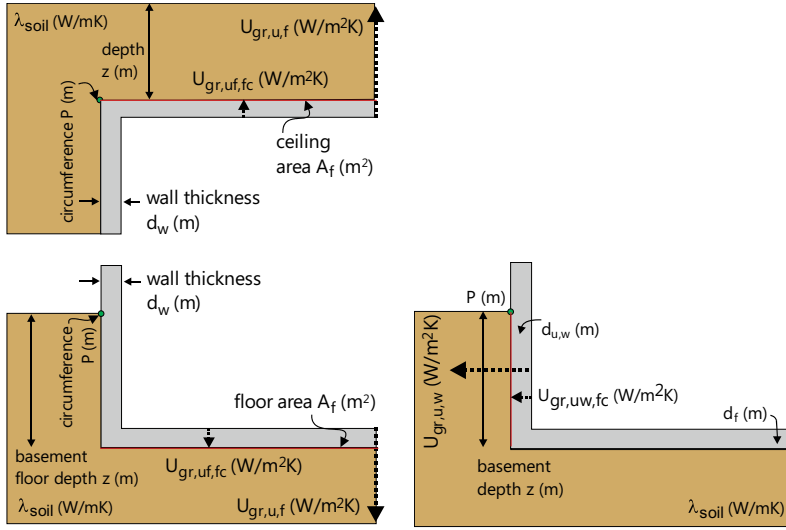 λsoil (W/mK)
Ugr,u,f (W/m²K)
depth
z (m)
Ugr,uf,fc (W/m²K)
circumference P (m)
ceiling
area Af (m²)
wall thickness
dw (m)
wall thickness
dw (m)
circumference
P (m)
floor area Af (m²)
basement
floor depth z (m)
Ugr,uf,fc (W/m²K)
λsoil (W/mK)
Ugr,u,f (W/m²K)
P (m)
du,w (m)
Ugr,u,w (W/m²K)
Ugr,uw,fc (W/m²K)
df (m)
basement
depth z (m)
λsoil (W/mK)